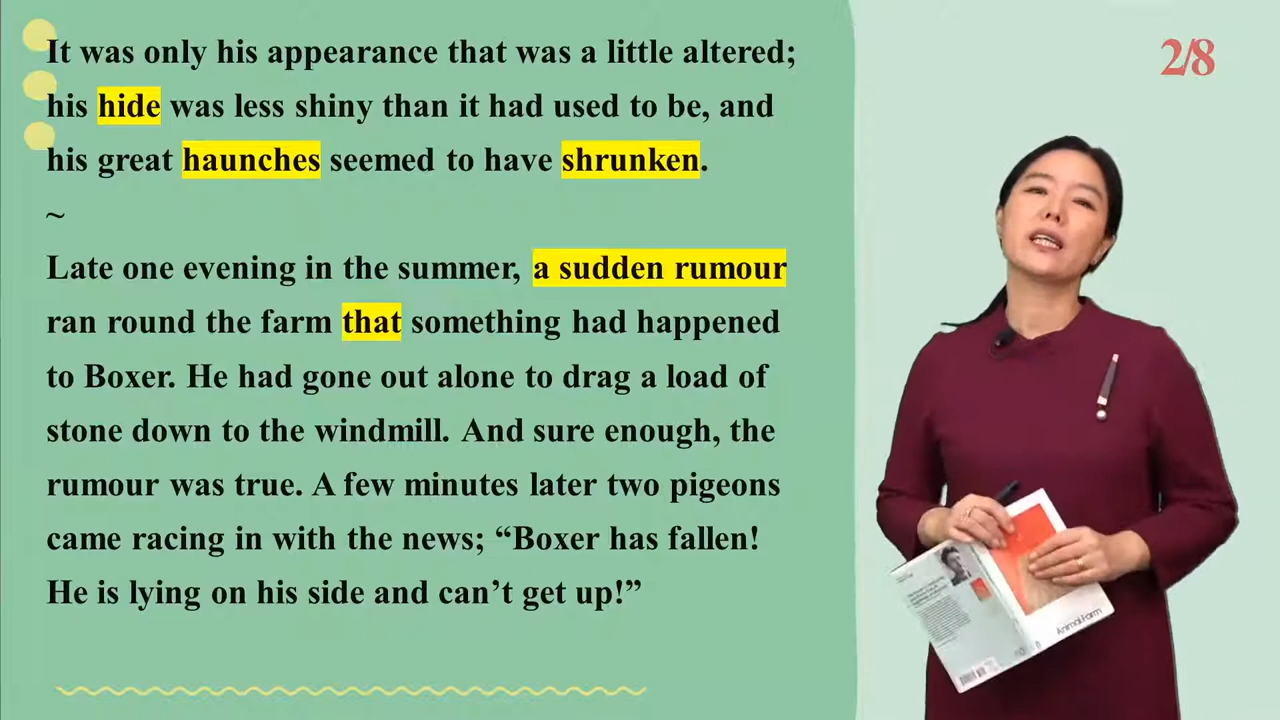 It was only his appearance that was a little altered;
his hide was less shiny than it had used to be, and
his great haunches seemed to have shrunken.
~
Late one evening in the summer, a sudden rumour
ran round the farm that something had happened
to Boxer. He had gone out alone to drag a load of
stone down to the windmill. And sure enough, the
rumour was true. A few minutes later two pigeons
came racing in with the news; “Boxer has fallen!
He is lying on his side and can’t get up!”
2/8
Animal Farm